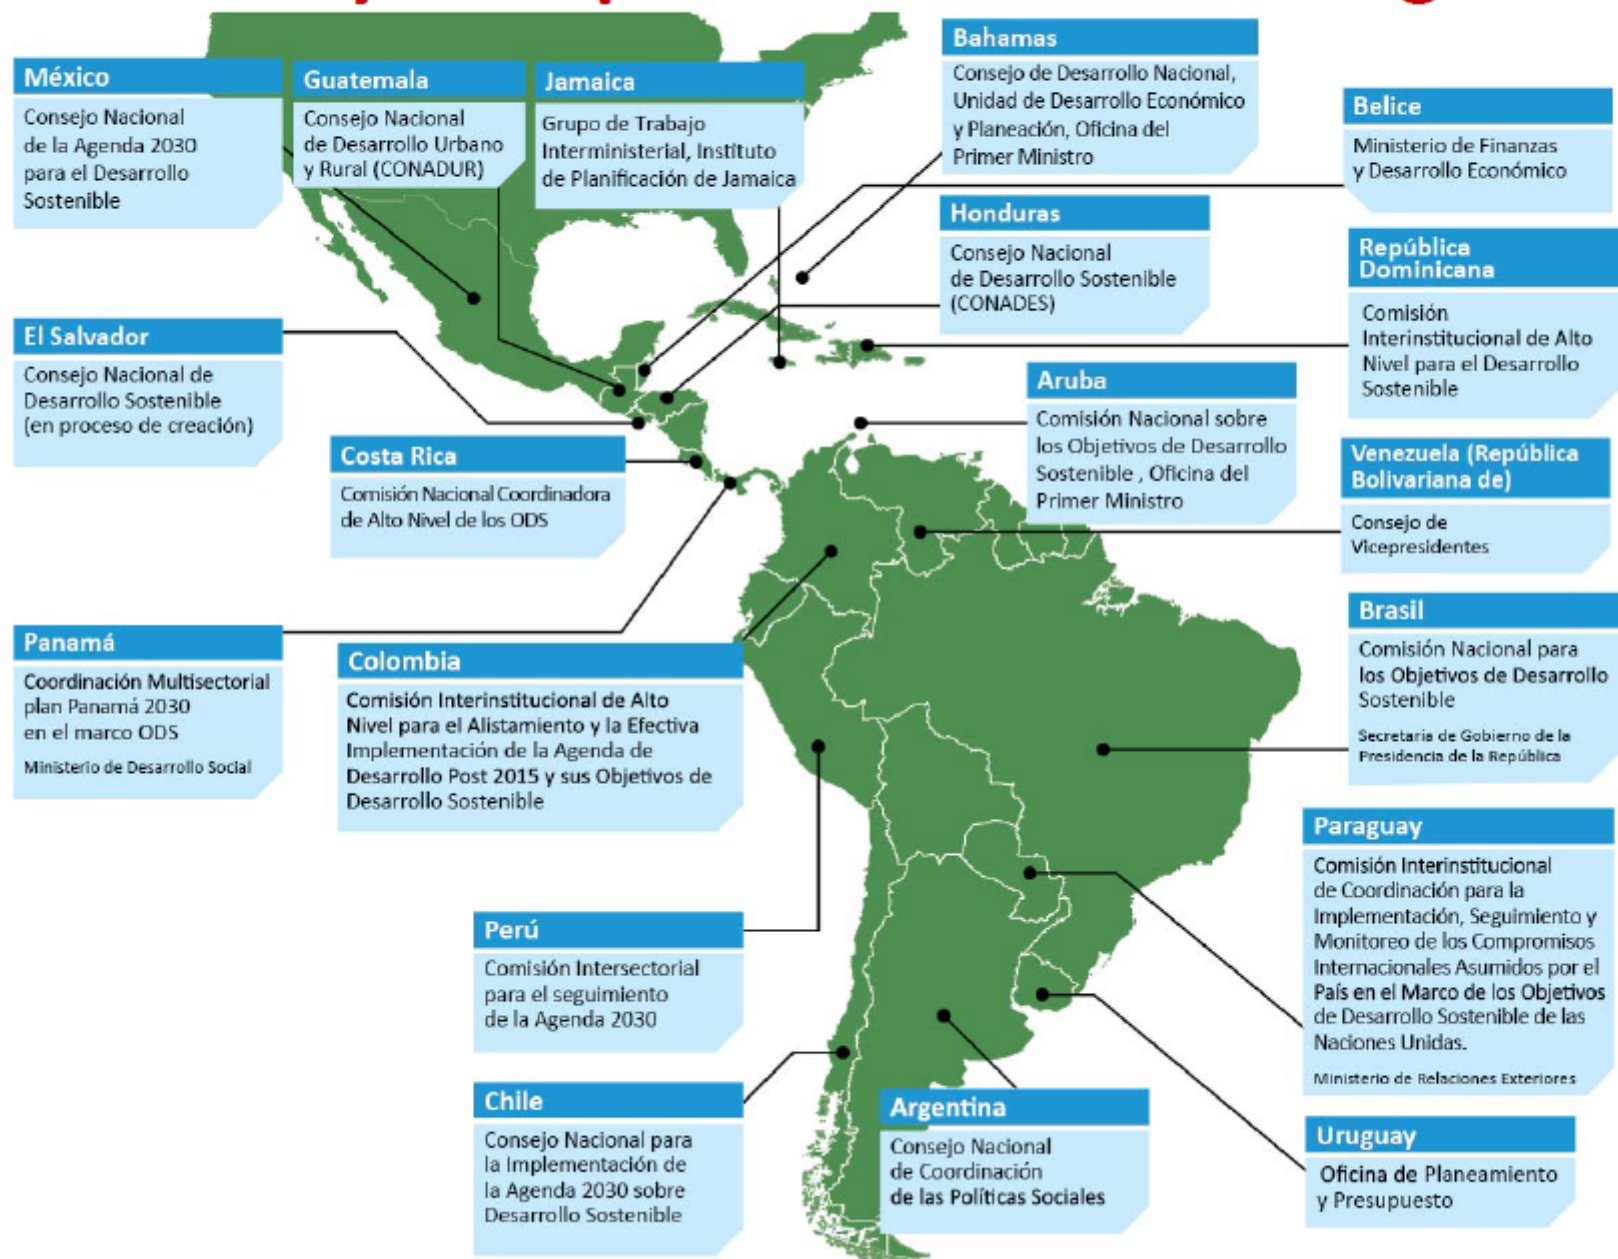 México
Consejo Nacional
de la Agenda 2030
para el Desarrollo
Sostenible
Guatemala
Consejo Nacional
de Desarrollo Urbano
y Rural (CONADUR)
Jamaica
Grupo de Trabajo
Interministerial, Instituto
de Planificación de Jamaica
Bahamas
Consejo de Desarrollo Nacional,
Unidad de Desarrollo Económico
y Planeación, Oficina del
Primer Ministro
Belice
Ministerio de Finanzas
y Desarrollo Económico
Honduras
Consejo Nacional
de Desarrollo Sostenible
(CONADES)
República
Dominicana
Comisión
Interinstitucional de Alto
Nivel para el Desarrollo
Sostenible
El Salvador
Consejo Nacional de
Desarrollo Sostenible
(en proceso de creación)
Aruba
Comisión Nacional sobre
los Objetivos de Desarrollo
Sostenible , Oficina del
Primer Ministro
Costa Rica
Comisión Nacional Coordinadora
de Alto Nivel de los ODS
Venezuela (República
Bolivariana de)
Consejo de
Vicepresidentes
Panamá
Coordinación Multisectorial
plan Panamá 2030
en el marco ODS
Ministerio de Desarrollo Social
Colombia
Comisión Interinstitucional de Alto
Nivel para el Alistamiento y la Efectiva
Implementación de la Agenda de
Desarrollo Post 2015 y sus Objetivos de
Desarrollo Sostenible
Brasil
Comisión Nacional para
los Objetivos de Desarrollo
Sostenible
Secretaria de Gobierno de la
Presidencia de la República
Paraguay
Comisión Interinstitucional
de Coordinación para la
Implementación, Seguimiento y
Monitoreo de los Compromisos
Internacionales Asumidos por el
País en el Marco de los Objetivos
de Desarrollo Sostenible de las
Naciones Unidas.
Ministerio de Relaciones Exteriores
Perú
Comisión Intersectorial
para el seguimiento
de la Agenda 2030
Chile
Consejo Nacional para
la Implementación de
la Agenda 2030 sobre
Desarrollo Sostenible
Argentina
Consejo Nacional
de Coordinación
de las Políticas Sociales
Uruguay
Oficina de Planeamiento
y Presupuesto